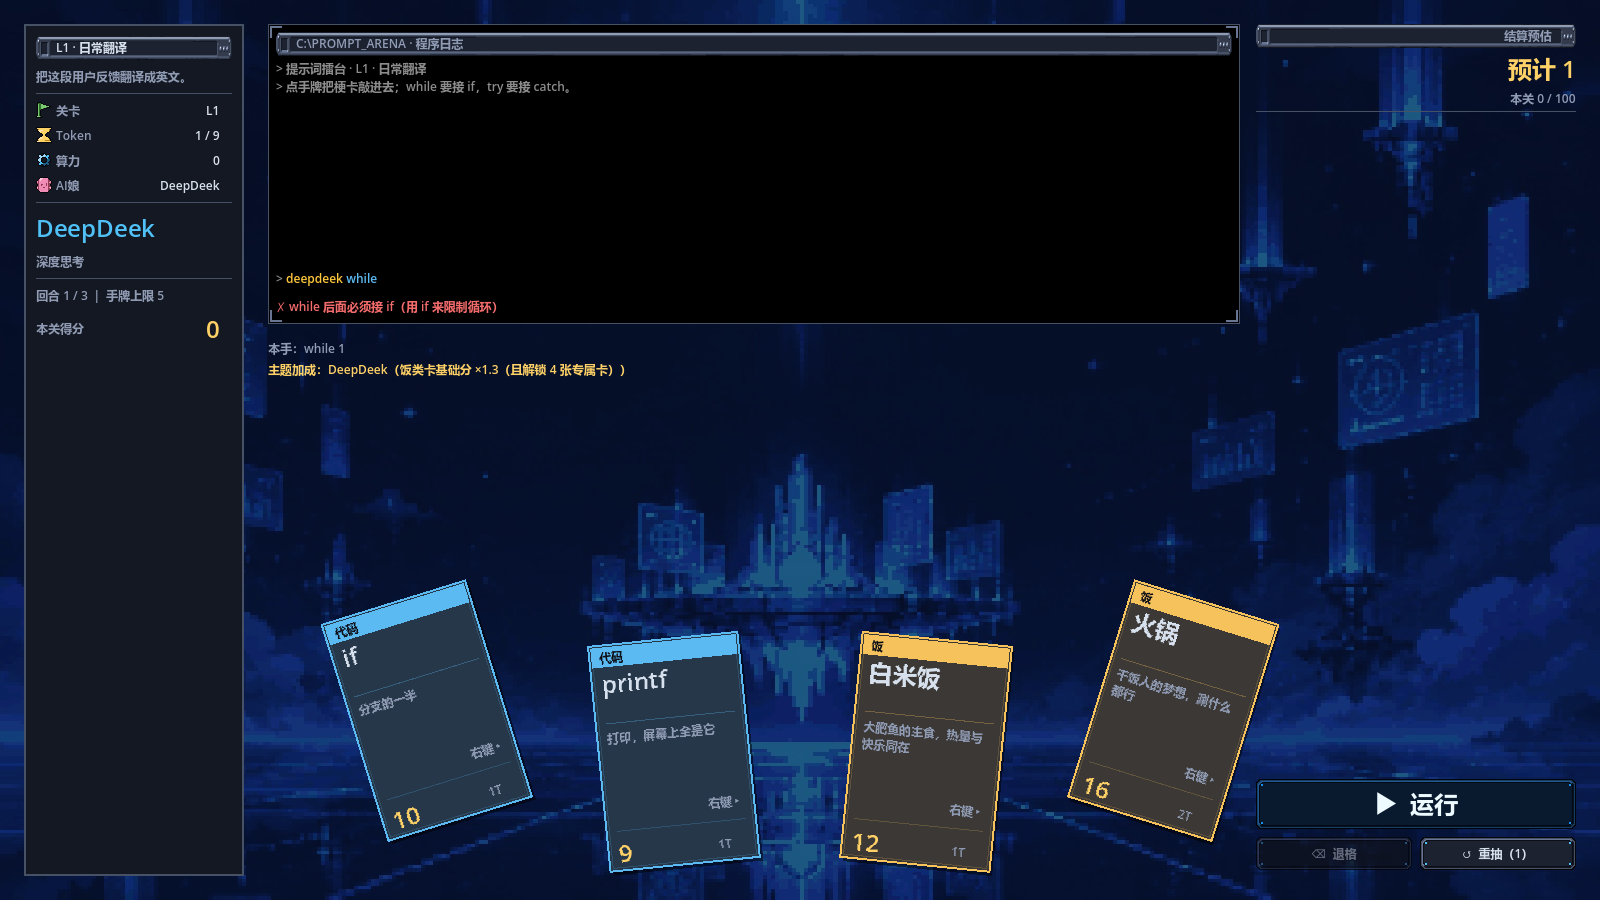 L1 · 日常翻译
把这段用户反馈翻译成英文。
关卡 L1
Token 1 / 9
算力 0
AI娘 DeepDeek
DeepDeek
深度思考
回合 1 / 3 | 手牌上限 5
本关得分 0
C:\PROMPT_ARENA · 程序日志
> 提示词擂台 · L1 · 日常翻译
> 点手牌把梗卡敲进去；while 要接 if，try 要接 catch。
> deepdeek while
✗ while 后面必须接 if（用 if 来限制循环）
本手：while 1
主题加成：DeepDeek（饭类卡基础分 ×1.3（且解锁 4 张专属卡））
结算预估
预计 1
本关 0 / 100
代码
if
分支的一半
右键▸
10
1T
代码
printf
打印，屏幕上全是它
右键▸
9
1T
饭
白米饭
大肥鱼的主食，热量与
快乐同在
右键▸
12
1T
饭
火锅
干饭人的梦想，涮什么
都行
右键▸
16
2T
▶ 运行
⌫ 退格
↺ 重抽（1）